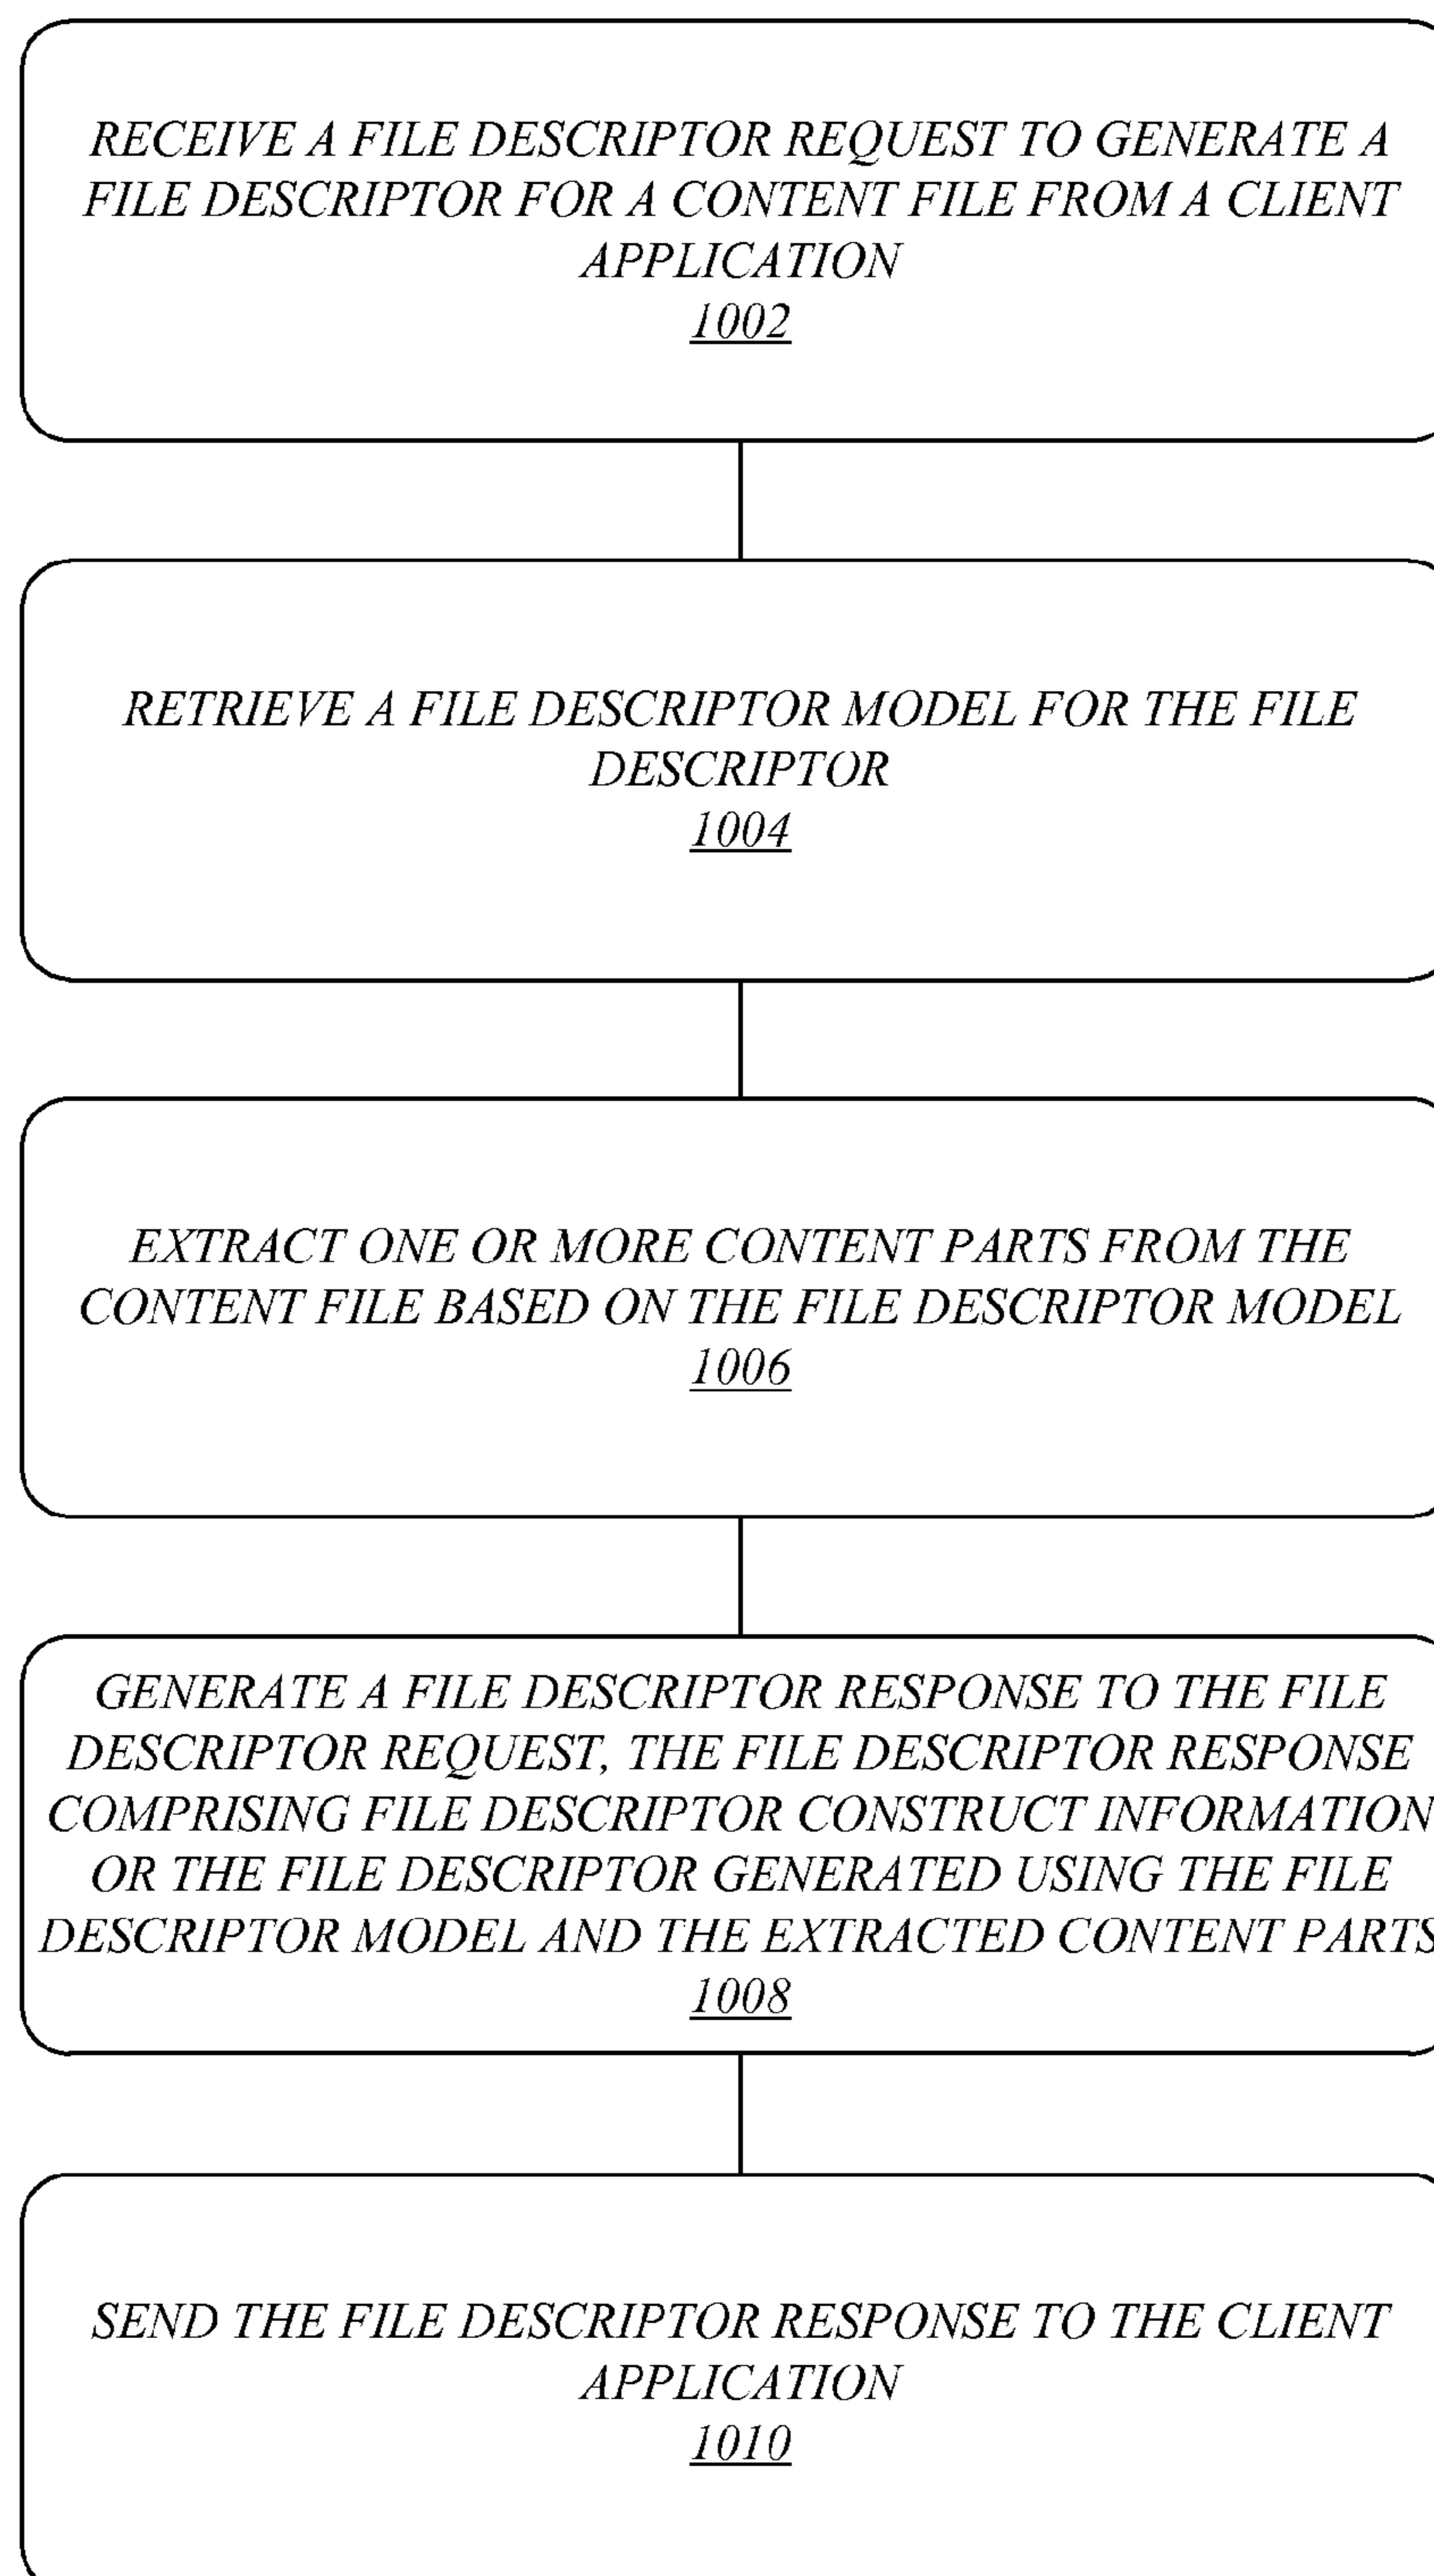 RECEIVE A FILE DESCRIPTOR REQUEST TO GENERATE A
FILE DESCRIPTOR FOR A CONTENT FILE FROM A CLIENT
APPLICATION
1002
RETRIEVE A FILE DESCRIPTOR MODEL FOR THE FILE
DESCRIPTOR
1004
EXTRACT ONE OR MORE CONTENT PARTS FROM THE
CONTENT FILE BASED ON THE FILE DESCRIPTOR MODEL
1006
GENERATE A FILE DESCRIPTOR RESPONSE TO THE FILE
DESCRIPTOR REQUEST, THE FILE DESCRIPTOR RESPONSE
COMPRISING FILE DESCRIPTOR CONSTRUCT INFORMATION
OR THE FILE DESCRIPTOR GENERATED USING THE FILE
DESCRIPTOR MODEL AND THE EXTRACTED CONTENT PARTS
1008
SEND THE FILE DESCRIPTOR RESPONSE TO THE CLIENT
APPLICATION
1010